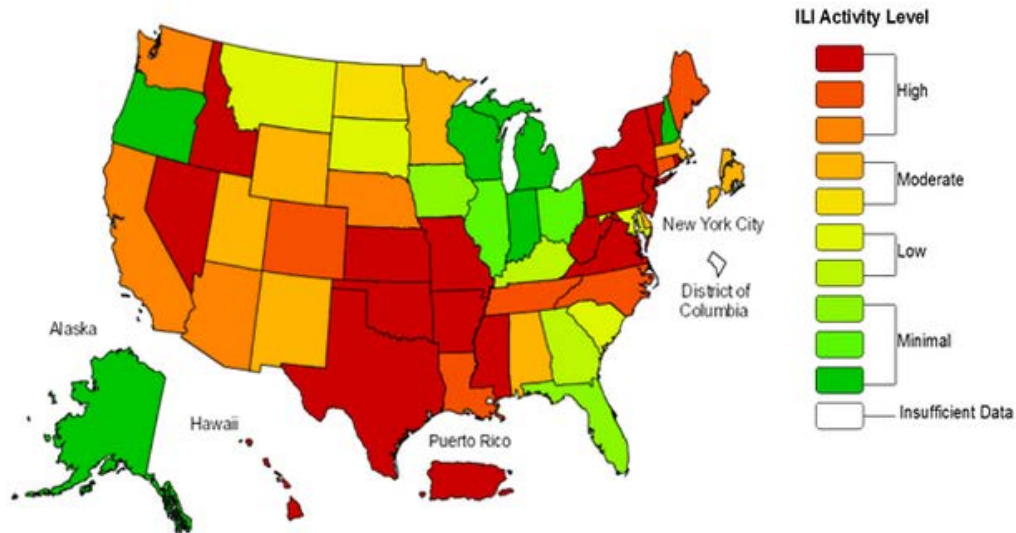 ILI Activity Level
High
Moderate
Low
Minimal
Insufficient Data
New York City
District of
Columbia
Alaska
Hawaii
Puerto Rico